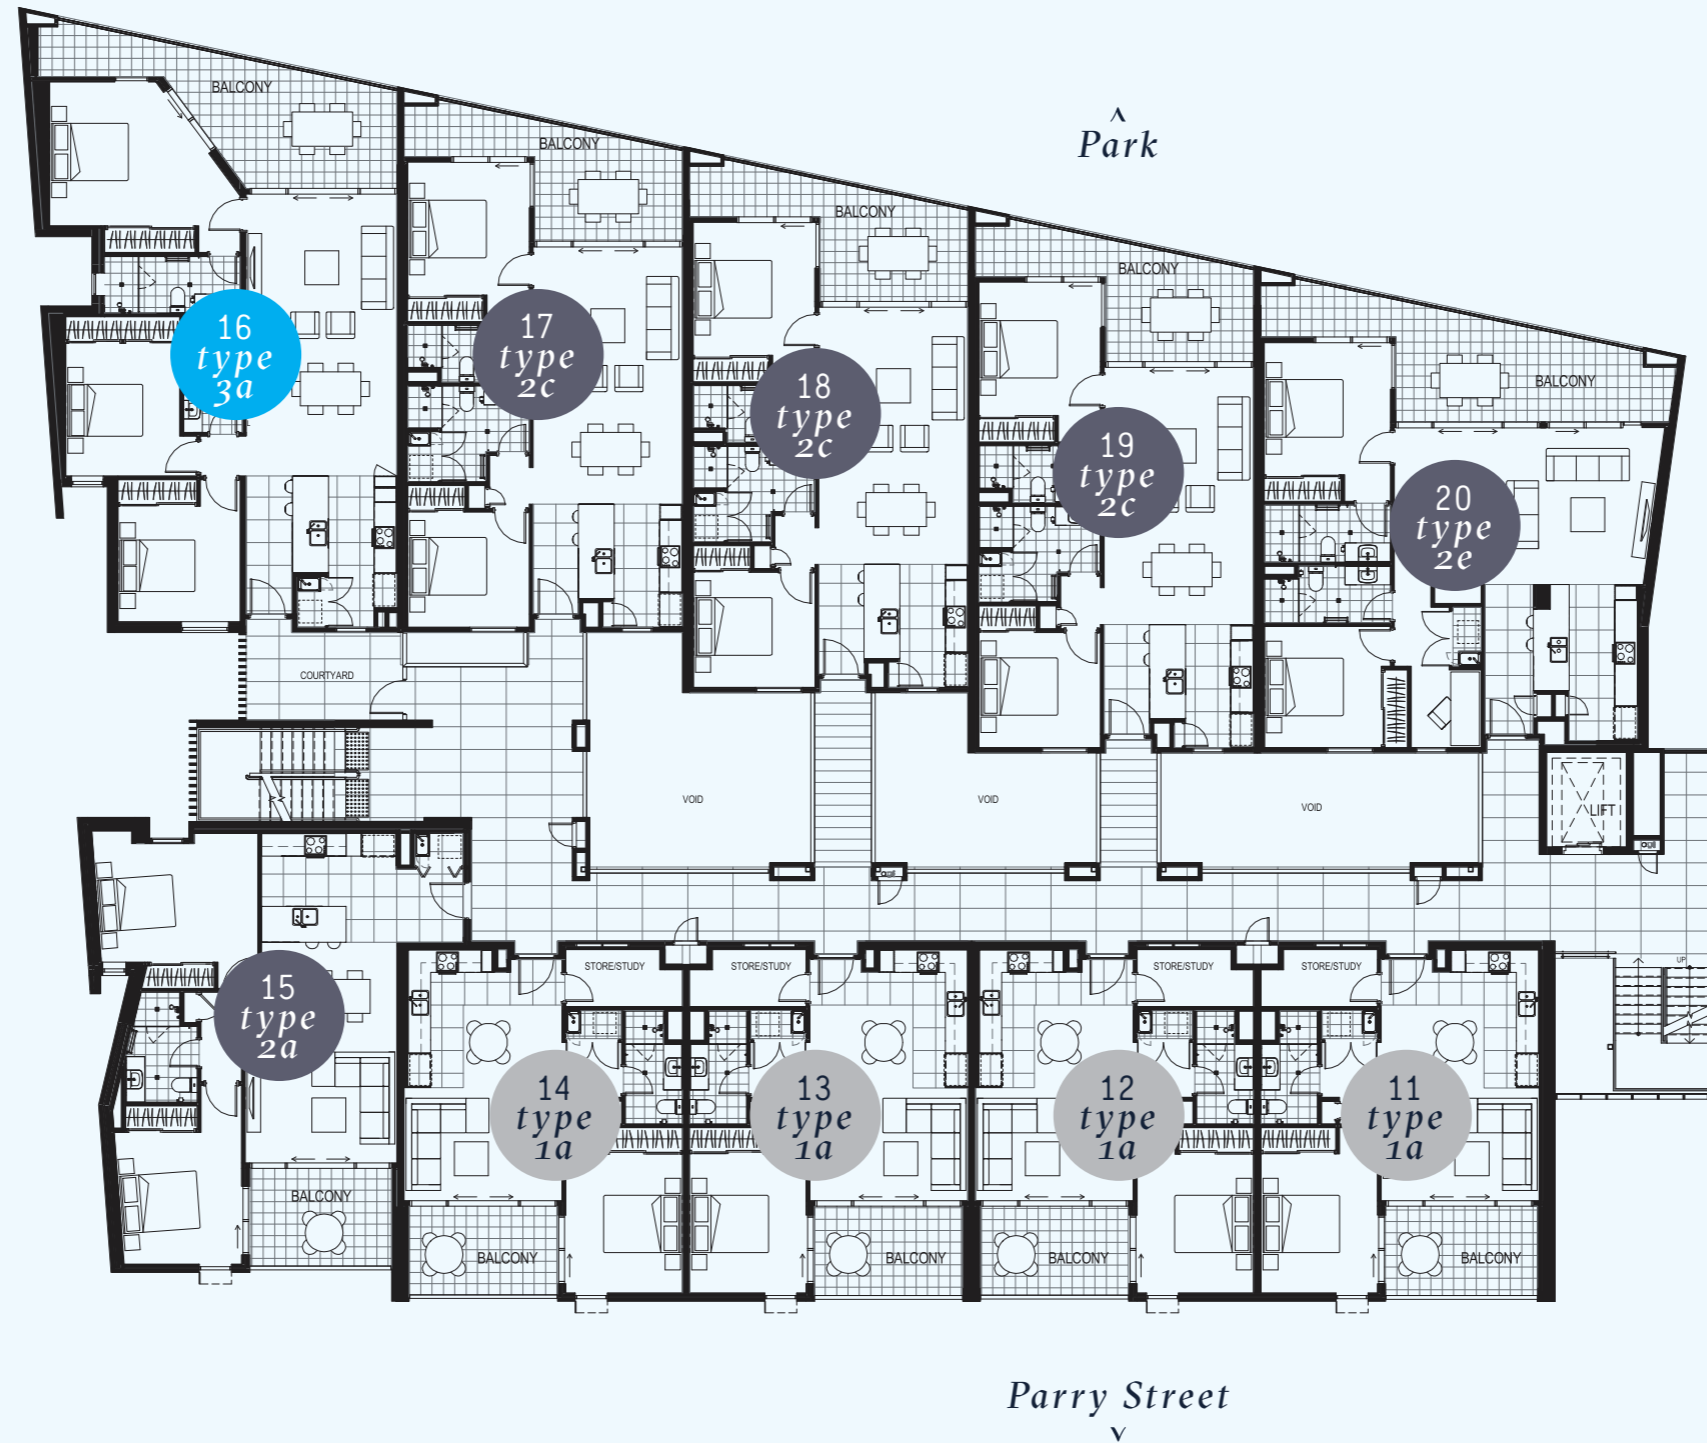 BALCONY
BALCONY
Park
BALCONY
BALCONY
BALCONY
16
type
3a
17
type
2c
18
type
2c
19
type
2c
20
type
2e
COURTYARD
VOID
VOID
VOID
LIFT
UP
STORE/STUDY
STORE/STUDY
STORE/STUDY
STORE/STUDY
15
type
2a
14
type
1a
13
type
1a
12
type
1a
11
type
1a
BALCONY
BALCONY
BALCONY
BALCONY
BALCONY
Parry Street